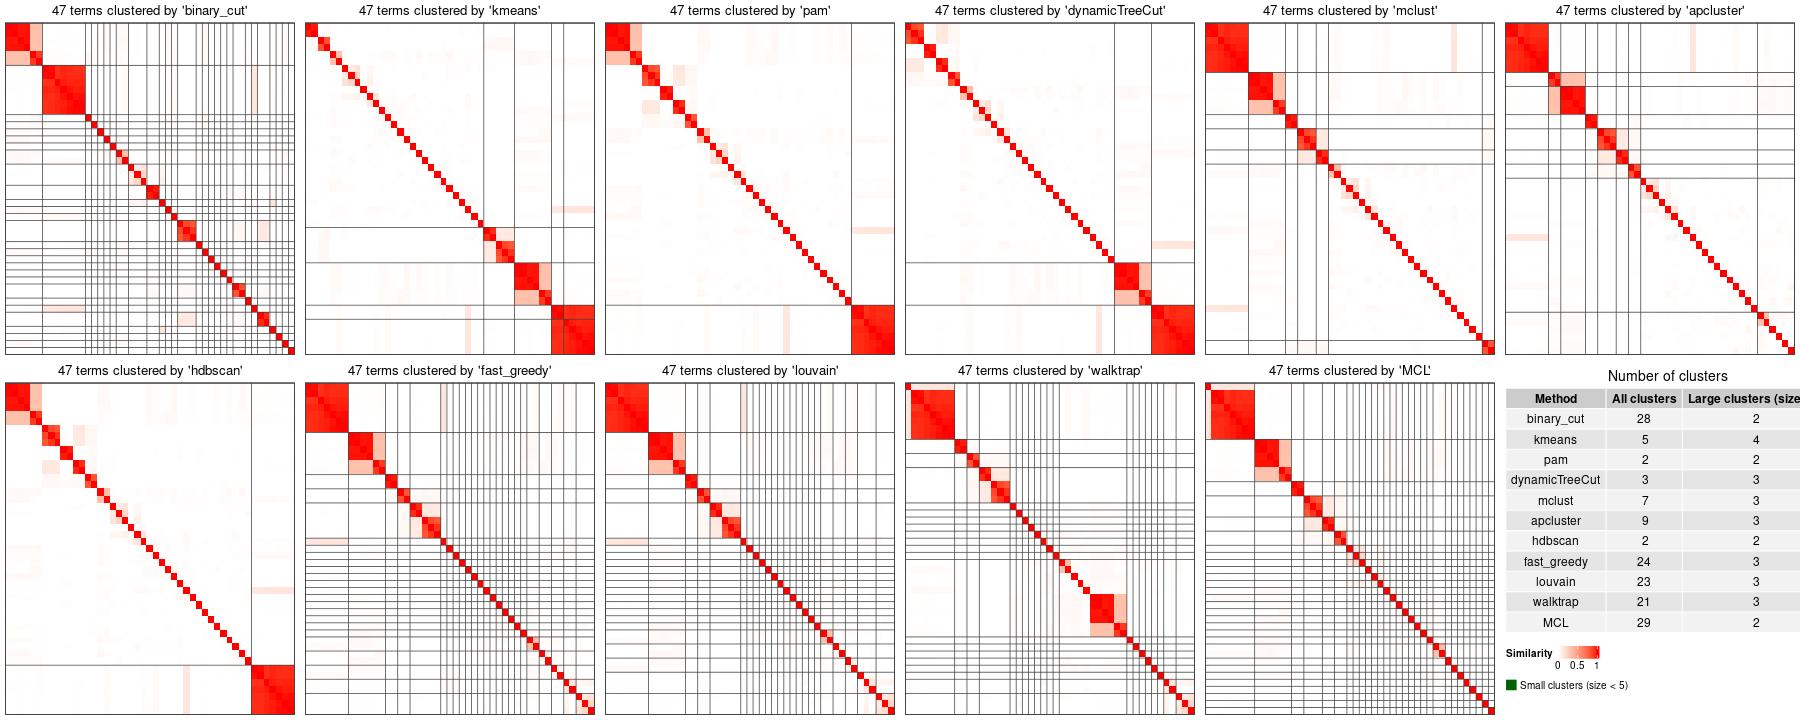 47 terms clustered by 'binary_cut'
47 terms clustered by 'kmeans'
47 terms clustered by 'pam'
47 terms clustered by 'dynamicTreeCut'
47 terms clustered by 'mclust'
47 terms clustered by 'apcluster'
47 terms clustered by 'hdbscan'
47 terms clustered by 'fast_greedy'
47 terms clustered by 'louvain'
47 terms clustered by 'walktrap'
47 terms clustered by 'MCL'
Number of clusters
Method All clusters Large clusters (size
binary_cut 28 2
kmeans 5 4
pam 2 2
dynamicTreeCut 3 3
mclust 7 3
apcluster 9 3
hdbscan 2 2
fast_greedy 24 3
louvain 23 3
walktrap 21 3
MCL 29 2
Similarity
0 0.5 1
Small clusters (size < 5)